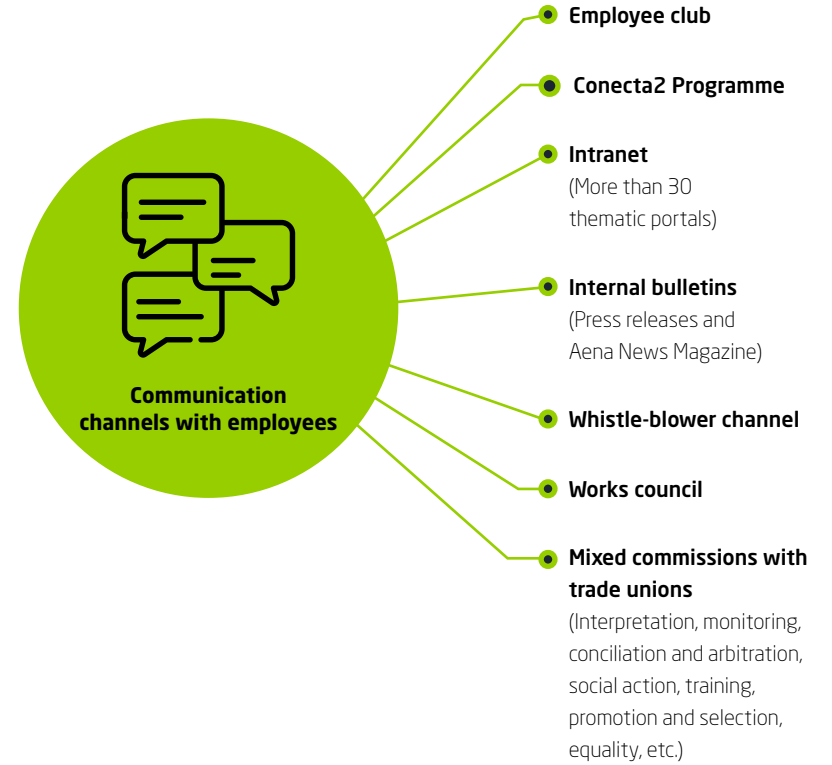 Employee club
Conecta2 Programme
Intranet
(More than 30
thematic portals)
Internal bulletins
(Press releases and
Aena News Magazine)
Communication
channels with employees
Whistle-blower channel
Works council
Mixed commissions with
trade unions
(Interpretation, monitoring,
conciliation and arbitration,
social action, training,
promotion and selection,
equality, etc.)